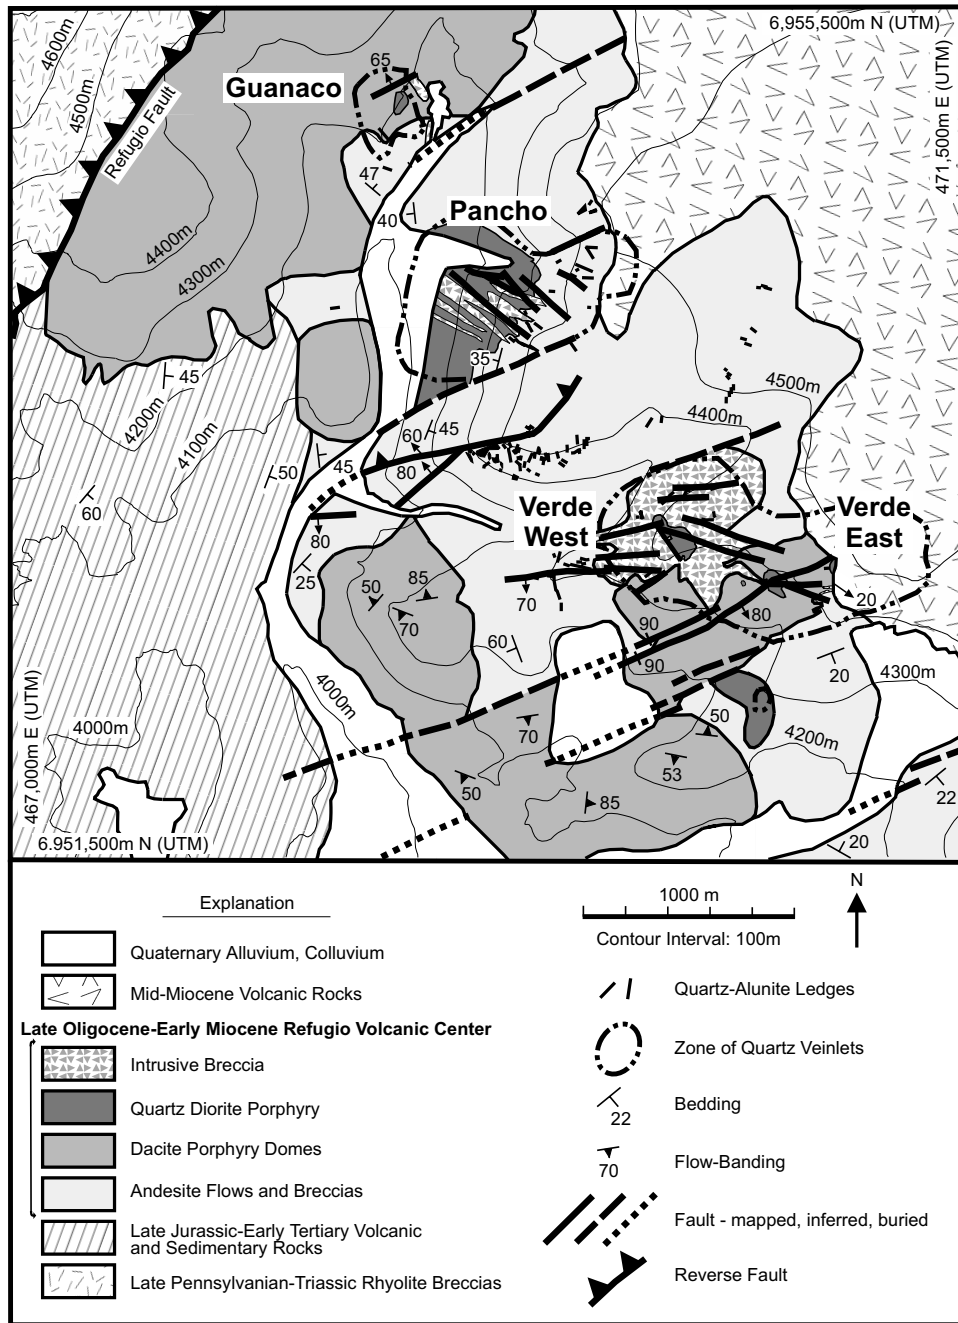 6,955,500m N (UTM)
4600m
65
Guanaco
4500m
471,500m E (UTM)
Refugio Fault
47
Pancho
40
4400m
4300m
35
45
4500m
4200m
4400m
4100m
60
45
45
50
80
60
Verde
West
Verde
East
80
25
50
85
70
20
70
80
90
60
90
20
4300m
4000m
4000m
70
50
4200m
467,000m E (UTM)
50
53
22
85
6.951,500m N (UTM)
20
Explanation
1000 m
N
Quaternary Alluvium, Colluvium
Contour Interval: 100m
Mid-Miocene Volcanic Rocks
Quartz-Alunite Ledges
Late Oligocene-Early Miocene Refugio Volcanic Center
Intrusive Breccia
Zone of Quartz Veinlets
Quartz Diorite Porphyry
Bedding
22
Dacite Porphyry Domes
Flow-Banding
70
Andesite Flows and Breccias
Late Jurassic-Early Tertiary Volcanic
and Sedimentary Rocks
Fault - mapped, inferred, buried
Late Pennsylvanian-Triassic Rhyolite Breccias
Reverse Fault